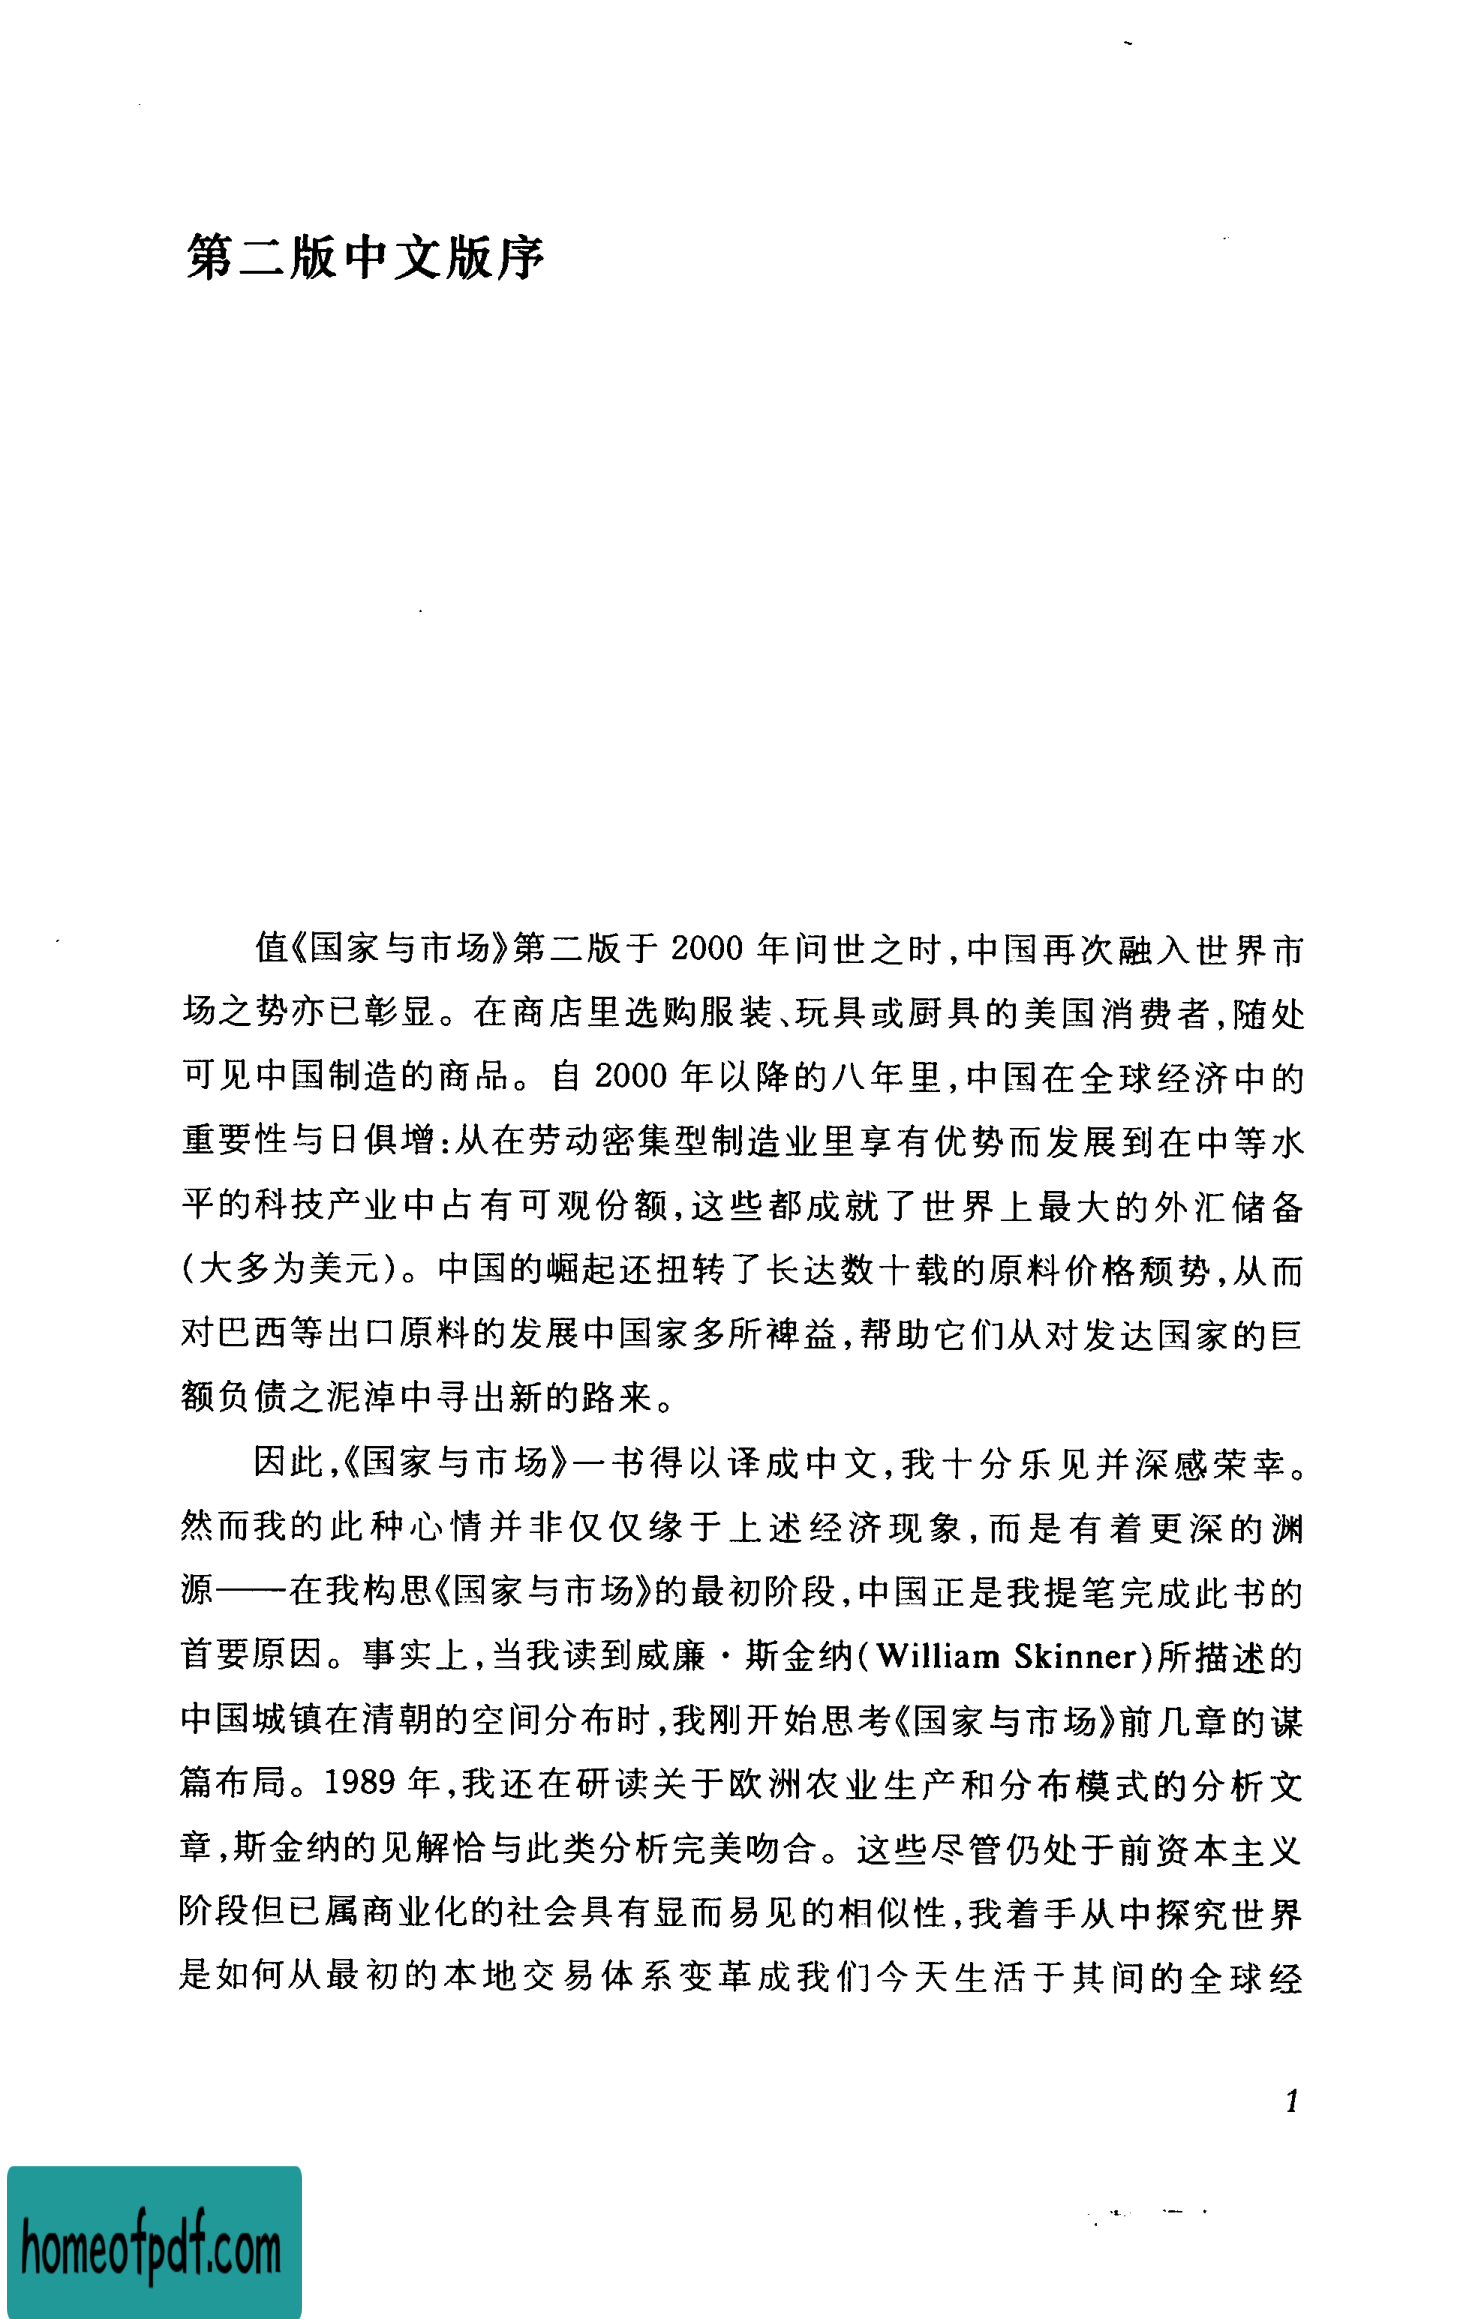 第二版中文版序
值《国家与市场》第二版于 2000 年问世之时,中国再次融入世界市
场之势亦已彰显。在商店里选购服装、玩具或厨具的美国消费者,随处
可见中国制造的商品。自 2000 年以降的八年里,中国在全球经济中的
重要性与日俱增:从在劳动密集型制造业里享有优势而发展到在中等水
平的科技产业中占有可观份额,这些都成就了世界上最大的外汇储备
(大多为美元)。中国的崛起还扭转了长达数十载的原料价格颓势,从而
对巴西等出口原料的发展中国家多所裨益,帮助它们从对发达国家的巨
额负债之泥淖中寻出新的路来。
因此,《国家与市场》一书得以译成中文,我十分乐见并深感荣幸。
然而我的此种心情并非仅仅缘于上述经济现象,而是有着更深的渊
源——在我构思《国家与市场》的最初阶段,中国正是我提笔完成此书的
首要原因。事实上,当我读到威廉·斯金纳(William Skinner)所描述的
中国城镇在清朝的空间分布时,我刚开始思考《国家与市场》前几章的谋
篇布局。1989 年,我还在研读关于欧洲农业生产和分布模式的分析文
章,斯金纳的见解恰与此类分析完美吻合。这些尽管仍处于前资本主义
阶段但已属商业化的社会具有显而易见的相似性,我着手从中探究世界
是如何从最初的本地交易体系变革成我们今天生活于其间的全球经
1
homeofpdf.com